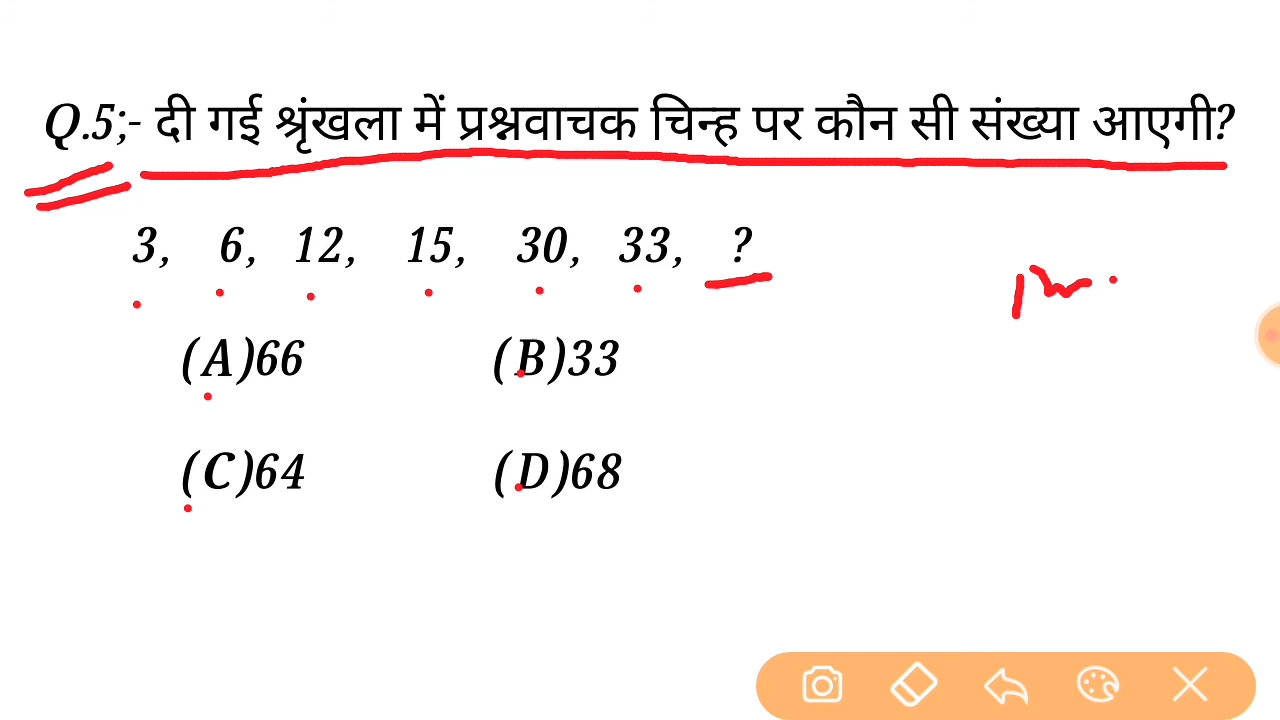 Q.5;- दी गई श्रृंखला में प्रश्नवाचक चिन्ह पर कौन सी संख्या आएगी?
3, 6, 12, 15, 30, 33, ?
(A)66 (B)33
(C)64 (D)68